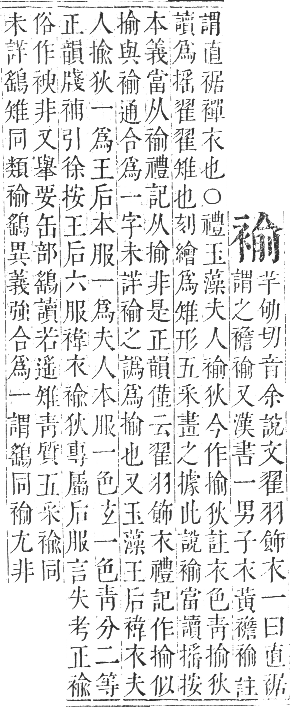 褕
羊劬切音余說文翟羽飾衣一曰直裾
謂之襜褕又漢書一男子衣黃襜褕註
謂直裾襌衣也○禮玉藻夫人褕狄今作揄狄註衣色青揄狄
讀爲搖翟翟雉也刻繪爲雉形五采畫之據此說褕當讀搖按
本義當从褕禮記从揄非是正韻僅云翟羽飾衣禮記作揄似
揄與褕通合爲一字未詳褕之譌爲揄也又玉藻王后褘衣夫
人揄狄一爲王后本服一爲夫人本服一色玄一色青分二等
正韻牋補引徐按王后六服褘衣褕狄專屬后服言失考正褕
俗作非又舉要缶部鷂讀若遙雉靑質五采褕同
未詳鷂雉同類褕鷂異義強合爲一謂鷂同褕尤非